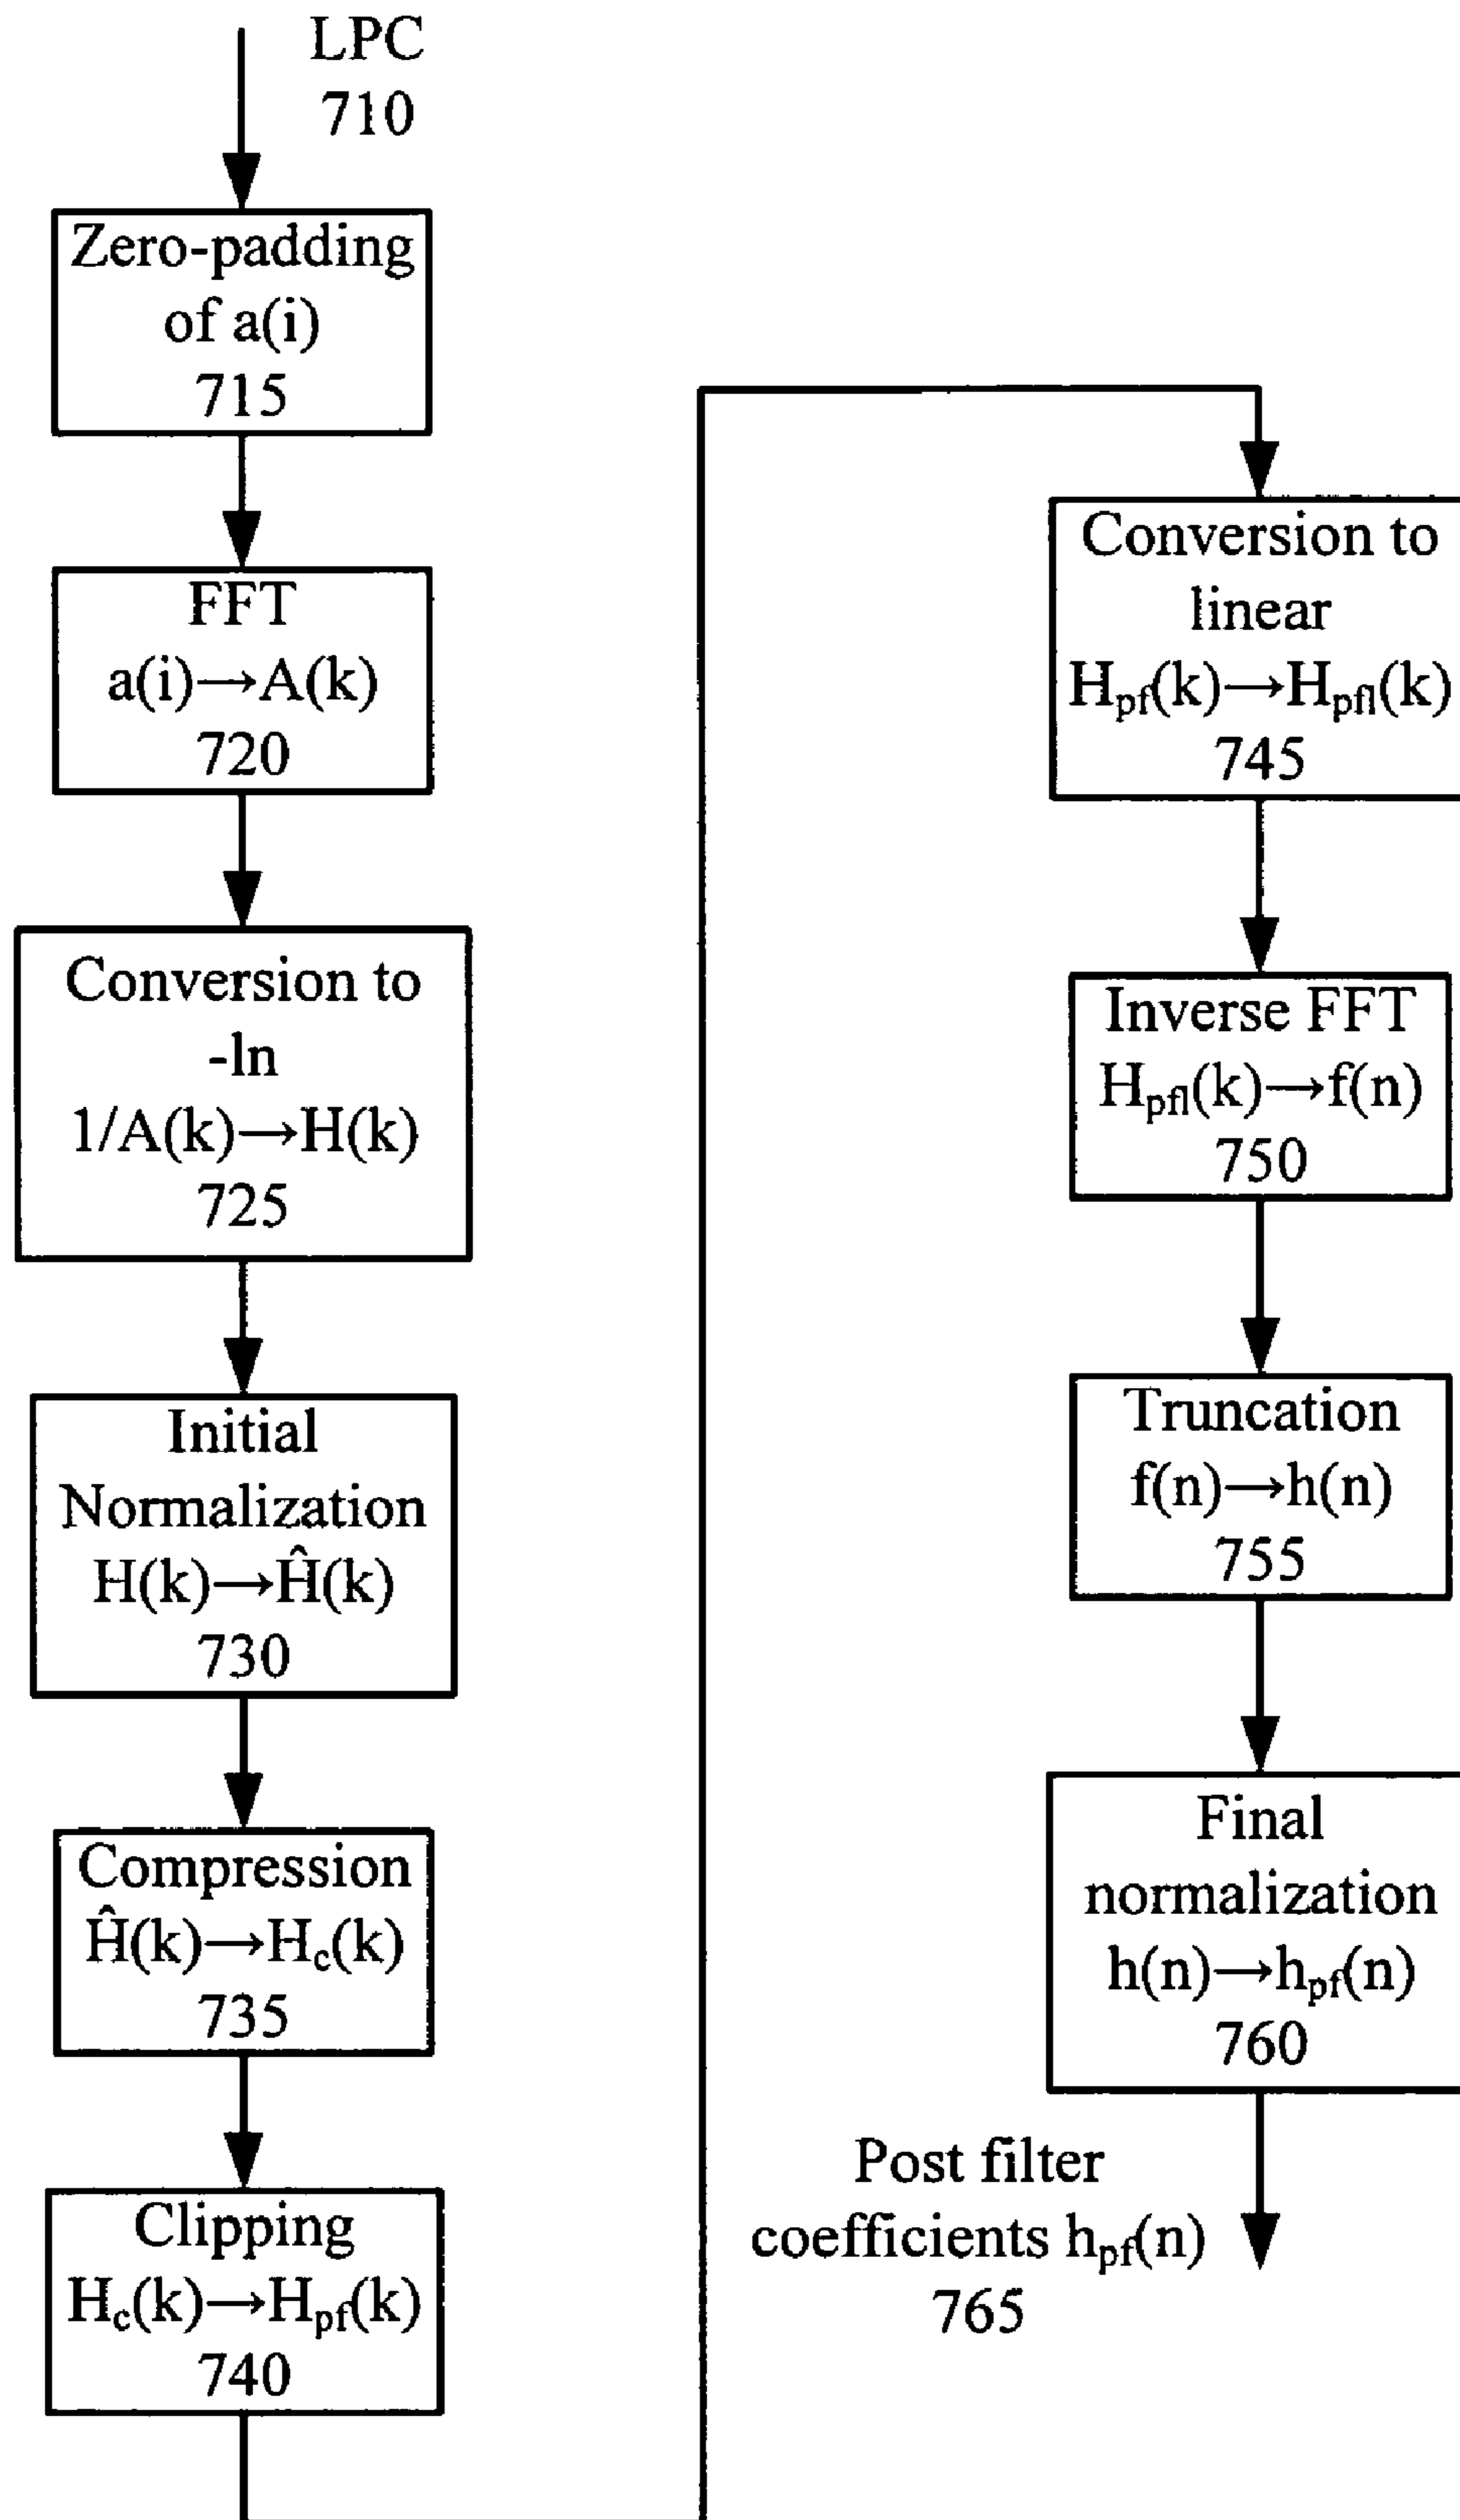 LPC
710
Zero-padding
of a(i)
715
FFT
a(i)→A(k)
720
Conversion to
-ln
1/A(k)→H(k)
725
Initial
Normalization
H(k)→Ĥ(k)
730
Compression
Ĥ(k)→Hc(k)
735
Clipping
Hc(k)→Hpf(k)
740
Conversion to
linear
Hpf(k)→Hpfl(k)
745
Inverse FFT
Hpfl(k)→f(n)
750
Truncation
f(n)→h(n)
755
Final
normalization
h(n)→hpf(n)
760
Post filter
coefficients hpf(n)
765